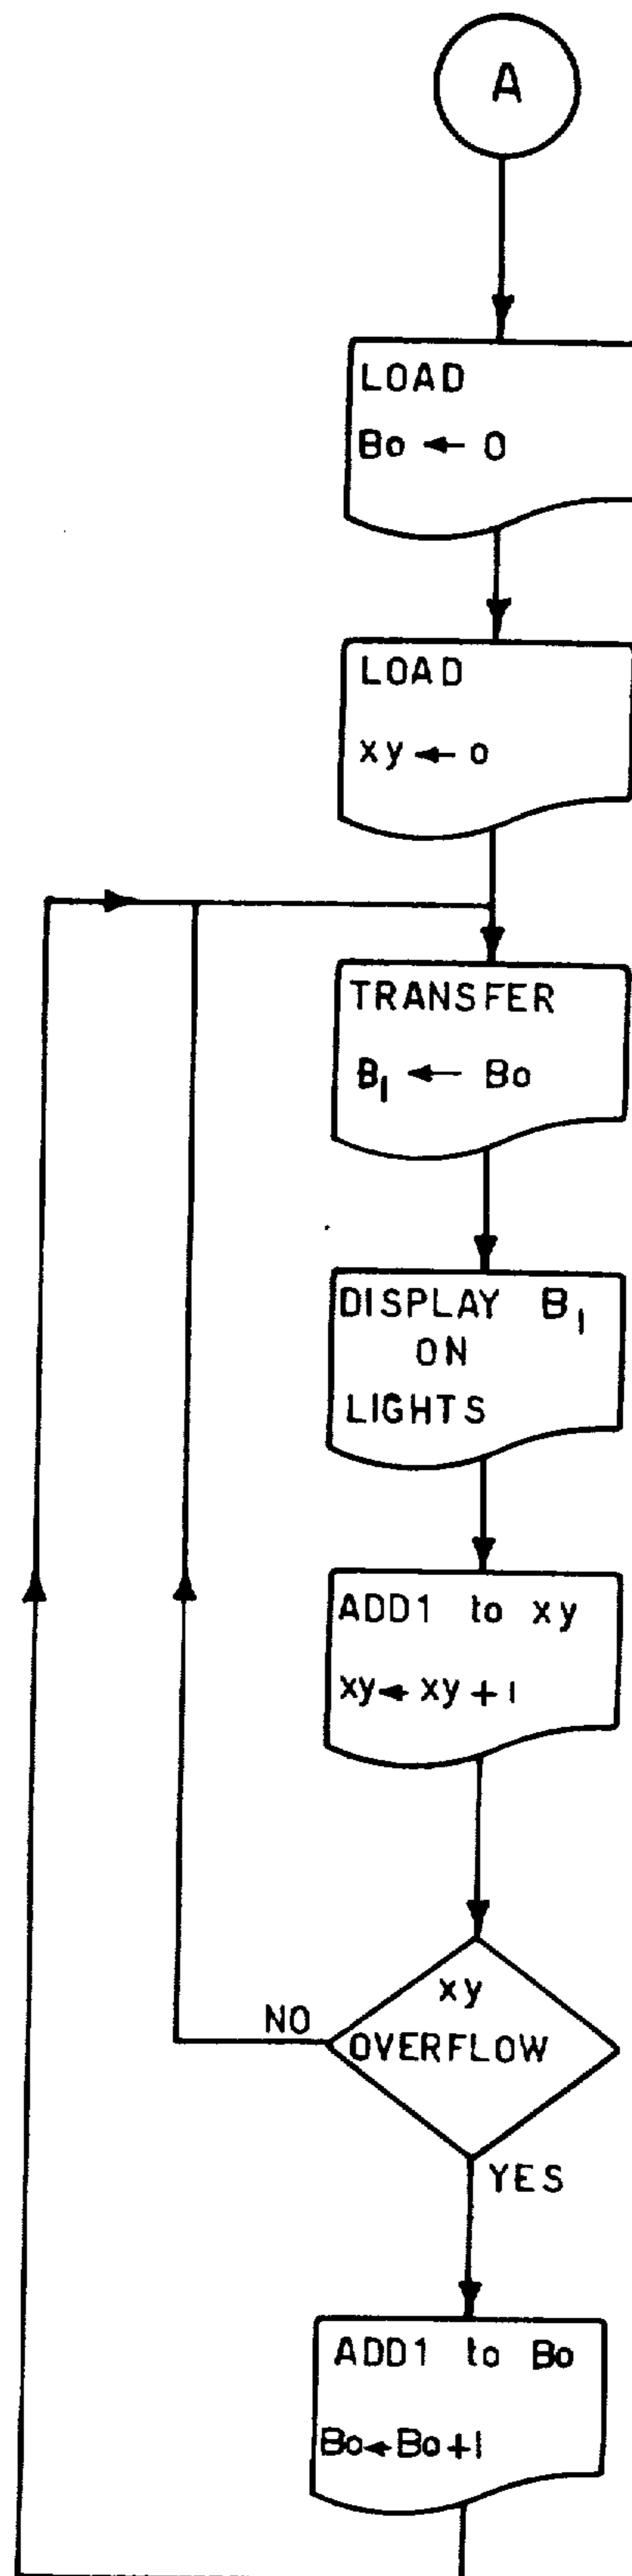 A
LOAD
Bo ← 0
LOAD
xy ← 0
TRANSFER
B₁ ← Bo
DISPLAY B₁
ON
LIGHTS
ADD1 to xy
xy ← xy + 1
xy
OVERFLOW
NO
YES
ADD1 to Bo
Bo ← Bo + 1